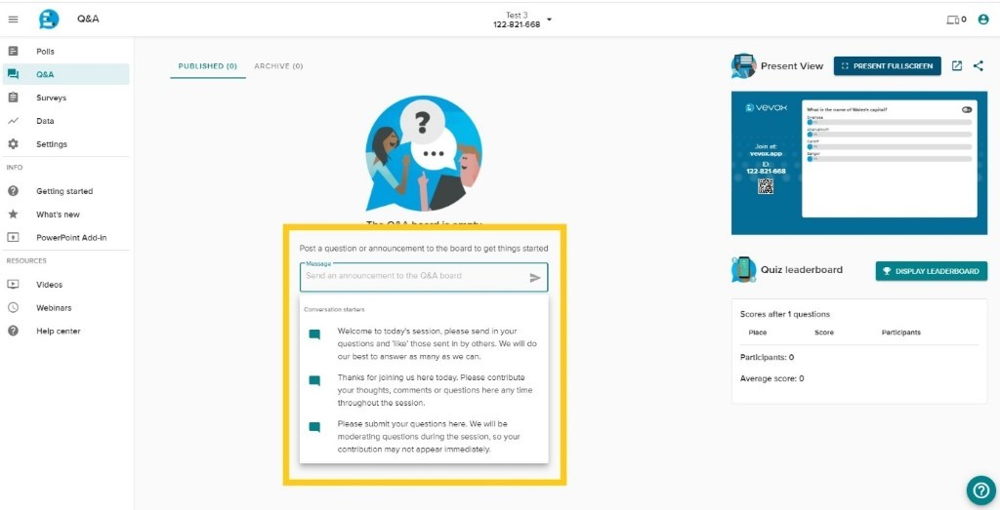 Q&A
Test 3
122-821-668
0
Polls
Q&A
Surveys
Data
Settings
INFO
Getting started
What's new
PowerPoint Add-in
RESOURCES
Videos
Webinars
Help center
PUBLISHED (0)
ARCHIVE (0)
?
The Q&A board is empty
Post a question or announcement to the board to get things started
Message
Send an announcement to the Q&A board
Conversation starters
Welcome to today's session, please send in your
questions and 'like' those sent in by others. We will do
our best to answer as many as we can.
Thanks for joining us here today. Please contribute
your thoughts, comments or questions here any time
throughout the session.
Please submit your questions here. We will be
moderating questions during the session, so your
contribution may not appear immediately.
Present View
PRESENT FULLSCREEN
vevox
Join at:
vevox.app
ID:
122-821-668
What is the name of Wales's capital?
Swansea
Aberystwyth
Cardiff
Bangor
Quiz leaderboard
DISPLAY LEADERBOARD
Scores after 1 questions
Place
Score
Participants
Participants: 0
Average score: 0